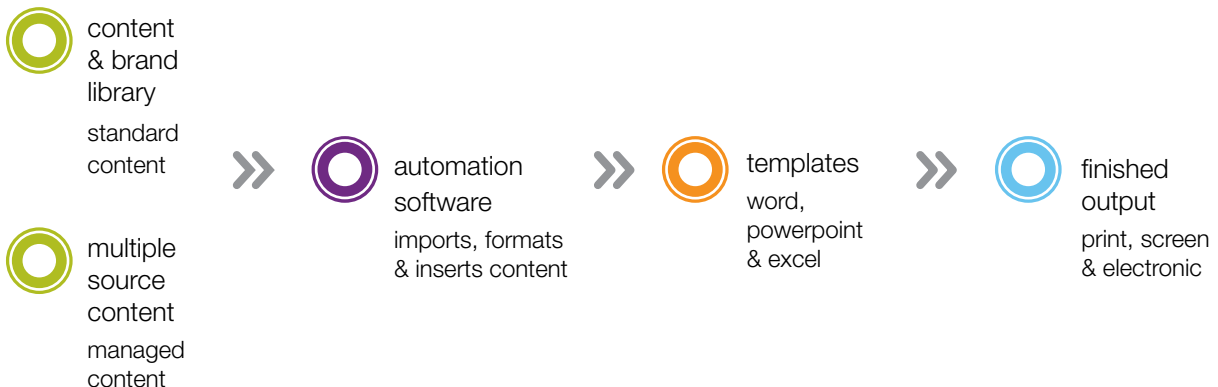 content
& brand
library
standard
content
multiple
source
content
managed
content
automation
software
imports, formats
& inserts content
templates
word,
powerpoint
& excel
finished
output
print, screen
& electronic